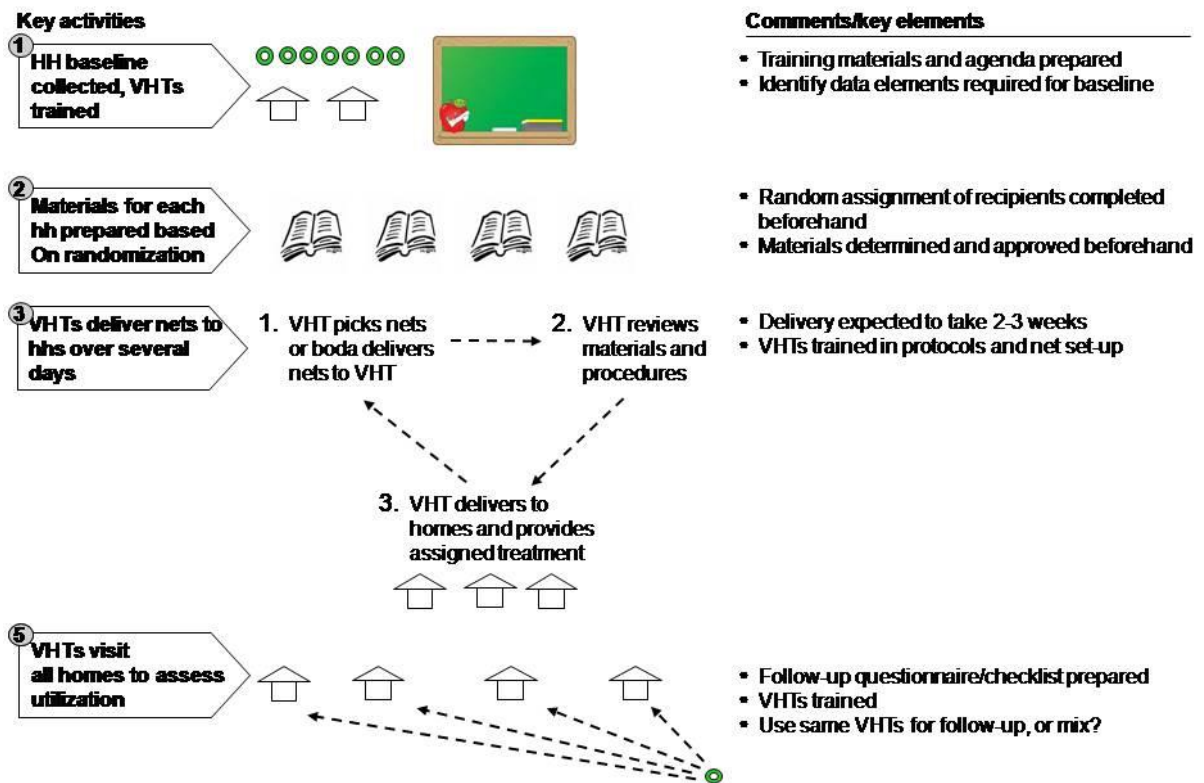 Key activities
Comments/key elements
1
HH baseline
collected, VHTs
trained
• Training materials and agenda prepared
• Identify data elements required for baseline
2
Materials for each
hh prepared based
On randomization
• Random assignment of recipients completed
beforehand
• Materials determined and approved beforehand
3
VHTs deliver nets to
hhs over several
days
1. VHT picks nets
or boda delivers
nets to VHT
2. VHT reviews
materials and
procedures
3. VHT delivers to
homes and provides
assigned treatment
• Delivery expected to take 2-3 weeks
• VHTs trained in protocols and net set-up
5
VHTs visit
all homes to assess
utilization
• Follow-up questionnaire/checklist prepared
• VHTs trained
• Use same VHTs for follow-up, or mix?